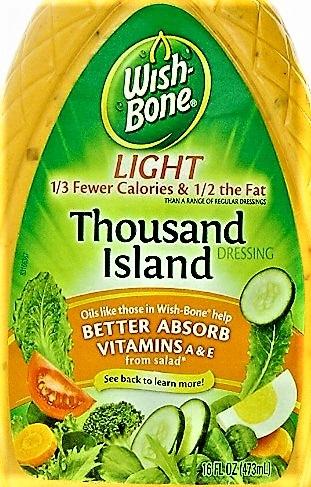 WISH-
BONE®
LIGHT
1/3 Fewer Calories & 1/2 the Fat
THAN A RANGE OF REGULAR DRESSINGS
Thousand
Island
DRESSING
Oils like those in Wish-Bone® help
BETTER ABSORB
VITAMINS A & E
from salad*
See back to learn more!
16 FL OZ (473mL)